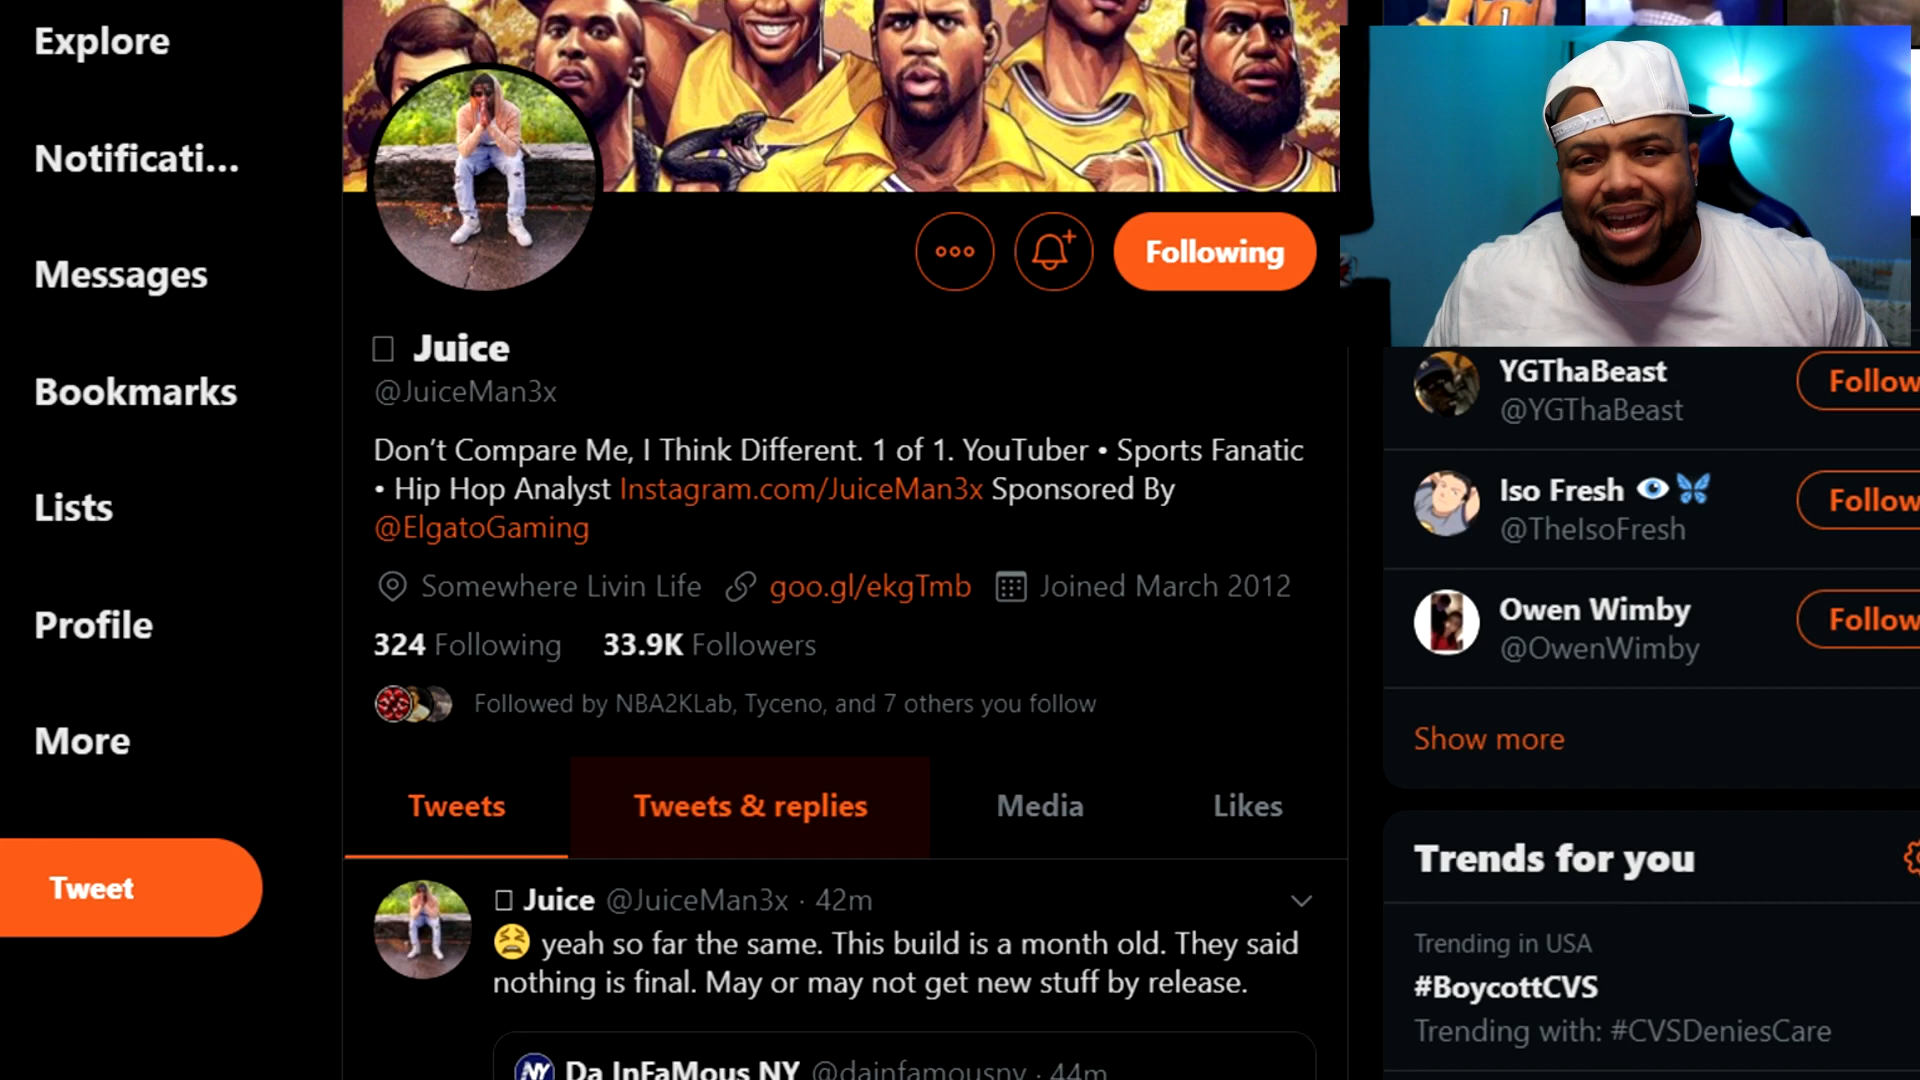 Explore
Notificati...
Messages
Bookmarks
Lists
Profile
More
Tweet
1
Following
Juice
@JuiceMan3x
Don’t Compare Me, I Think Different. 1 of 1. YouTuber • Sports Fanatic
• Hip Hop Analyst Instagram.com/JuiceMan3x Sponsored By
@ElgatoGaming
Somewhere Livin Life goo.gl/ekgTmb Joined March 2012
324 Following 33.9K Followers
Followed by NBA2KLab, Tyceno, and 7 others you follow
Tweets Tweets & replies Media Likes
Juice @JuiceMan3x · 42m
yeah so far the same. This build is a month old. They said
nothing is final. May or may not get new stuff by release.
NY Da InFaMous NY @dainfamousny · 44m
YGThaBeast
@YGThaBeast
Follow
Iso Fresh
@TheIsoFresh
Follow
Owen Wimby
@OwenWimby
Follow
Show more
Trends for you
Trending in USA
#BoycottCVS
Trending with: #CVSDeniesCare